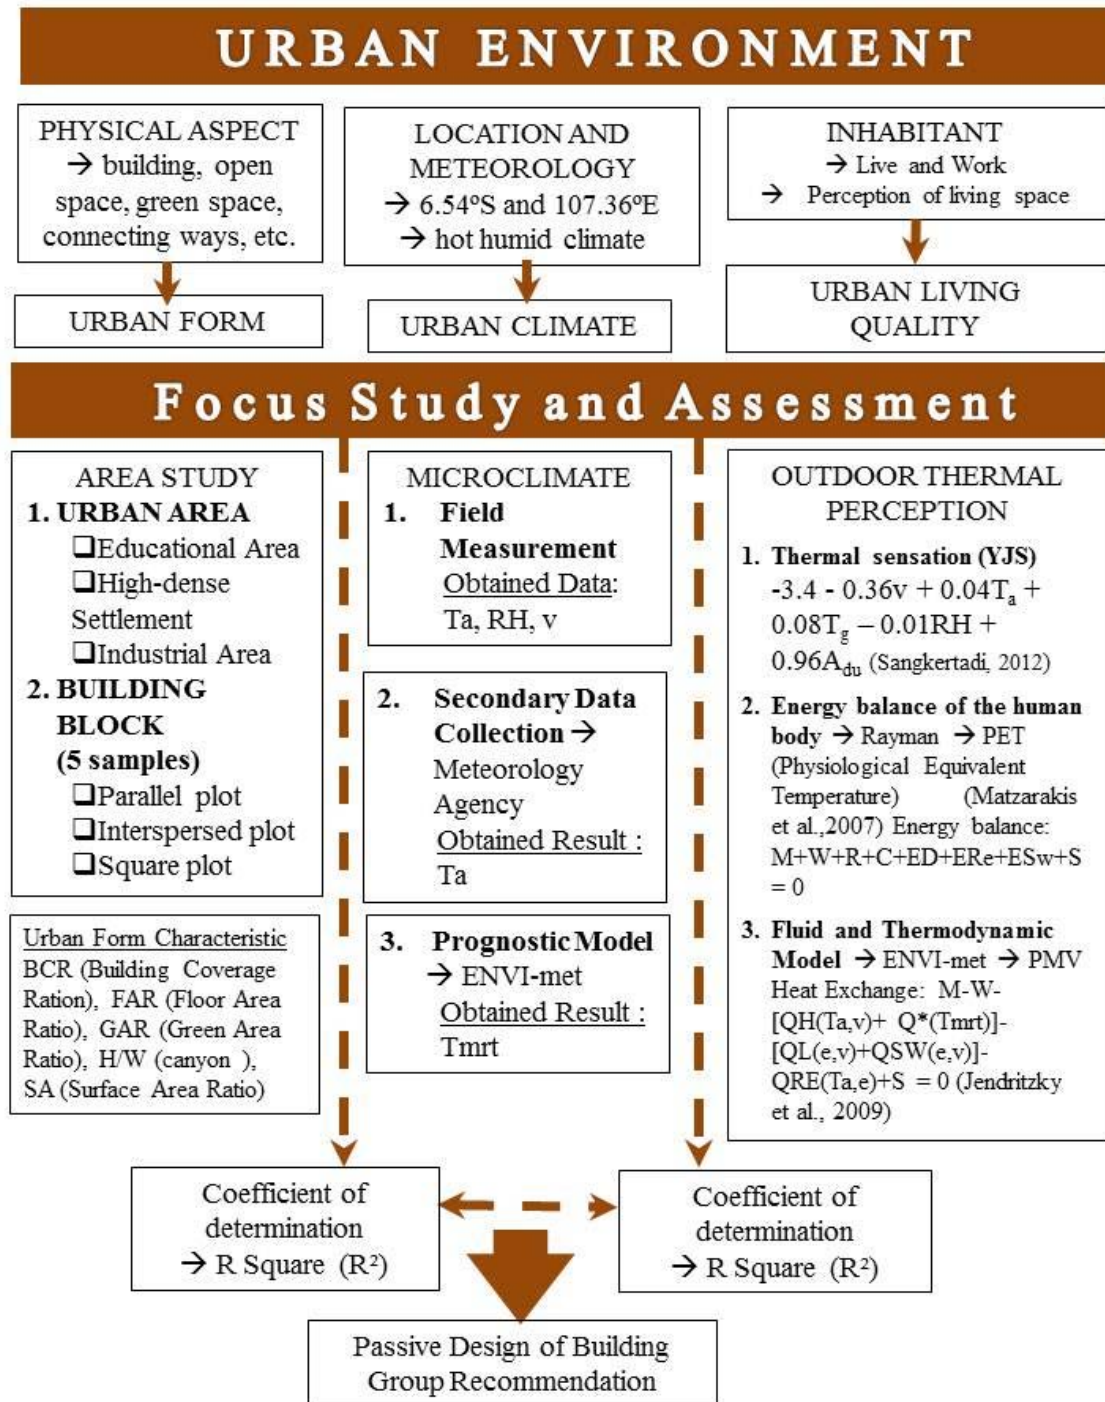 URBAN ENVIRONMENT
PHYSICAL ASPECT
→ building, open
space, green space,
connecting ways, etc.
LOCATION AND
METEOROLOGY
→ 6.54ºS and 107.36ºE
→ hot humid climate
INHABITANT
→ Live and Work
→ Perception of living space
URBAN FORM
URBAN CLIMATE
URBAN LIVING
QUALITY
Focus Study and Assessment
AREA STUDY
1. URBAN AREA
❑Educational Area
❑High-dense
Settlement
❑Industrial Area
2. BUILDING
BLOCK
(5 samples)
❑Parallel plot
❑Interspersed plot
❑Square plot
Urban Form Characteristic
BCR (Building Coverage
Ration), FAR (Floor Area
Ratio), GAR (Green Area
Ratio), H/W (canyon ),
SA (Surface Area Ratio)
MICROCLIMATE
1. Field
Measurement
Obtained Data:
Ta, RH, v
2. Secondary Data
Collection →
Meteorology
Agency
Obtained Result :
Ta
3. Prognostic Model
→ ENVI-met
Obtained Result :
Tmrt
OUTDOOR THERMAL
PERCEPTION
1. Thermal sensation (YJS)
-3.4 - 0.36v + 0.04Ta +
0.08Tg – 0.01RH +
0.96Adu (Sangkertadi, 2012)
2. Energy balance of the human
body → Rayman → PET
(Physiological Equivalent
Temperature) (Matzarakis
et al.,2007) Energy balance:
M+W+R+C+ED+ERe+ESw+S
= 0
3. Fluid and Thermodynamic
Model → ENVI-met → PMV
Heat Exchange: M-W-
[QH(Ta,v)+ Q*(Tmrt)]-
[QL(e,v)+QSW(e,v)]-
QRE(Ta,e)+S = 0 (Jendritzky
et al., 2009)
Coefficient of
determination
→ R Square (R²)
Coefficient of
determination
→ R Square (R²)
Passive Design of Building
Group Recommendation